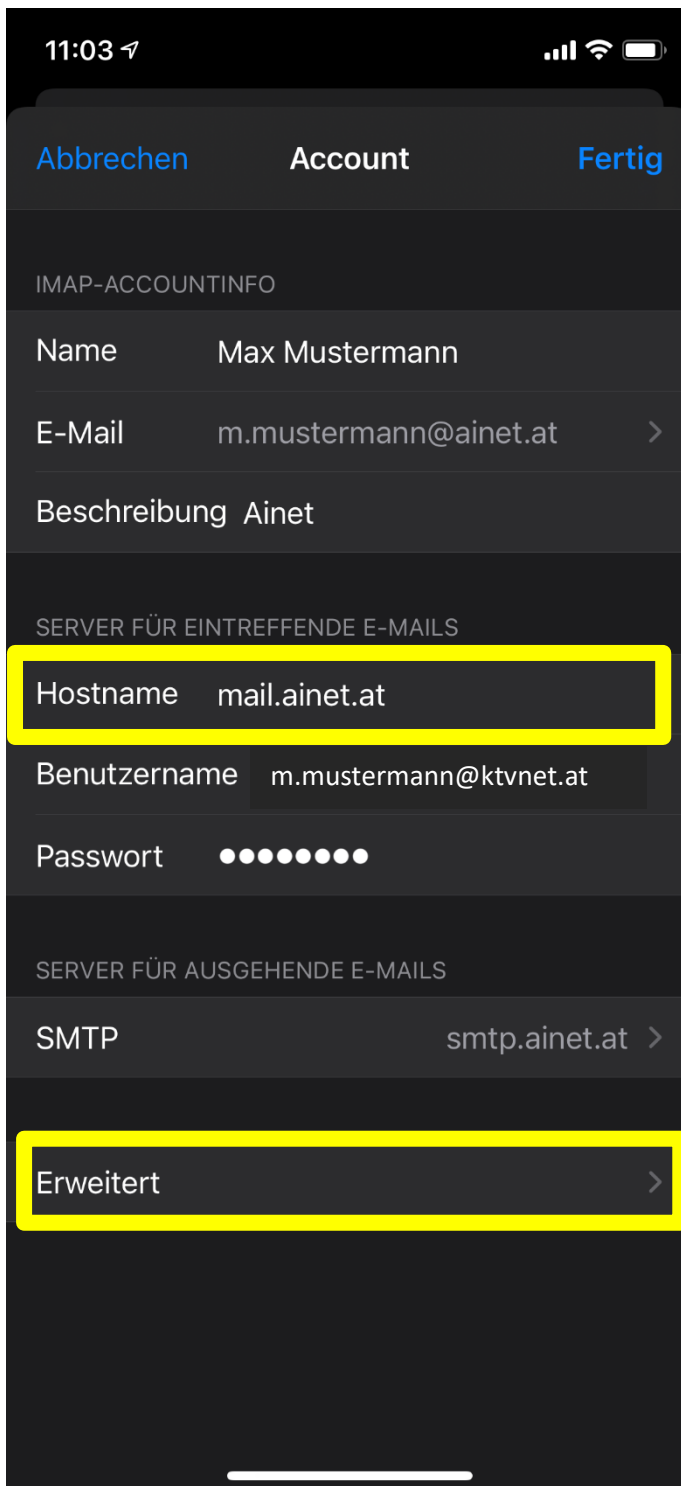 11:03
Abbrechen Account Fertig
IMAP-ACCOUNTINFO
Name Max Mustermann
E-Mail m.mustermann@ainet.at
Beschreibung Ainet
SERVER FÜR EINTREFFENDE E-MAILS
Hostname mail.ainet.at
Benutzername m.mustermann@ktvnet.at
Passwort ●●●●●●●●
SERVER FÜR AUSGEHENDE E-MAILS
SMTP smtp.ainet.at
Erweitert